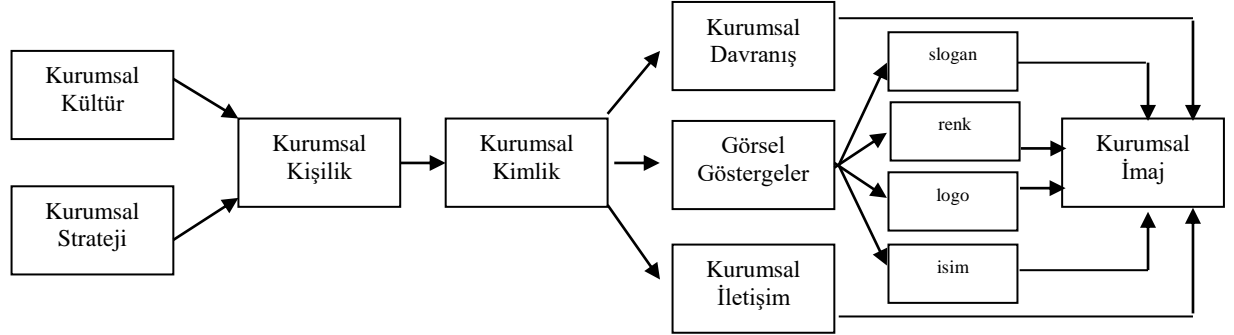 Kurumsal
Kültür
Kurumsal
Strateji
Kurumsal
Kişilik
Kurumsal
Kimlik
Kurumsal
Davranış
Görsel
Göstergeler
Kurumsal
İletişim
slogan
renk
logo
isim
Kurumsal
İmaj